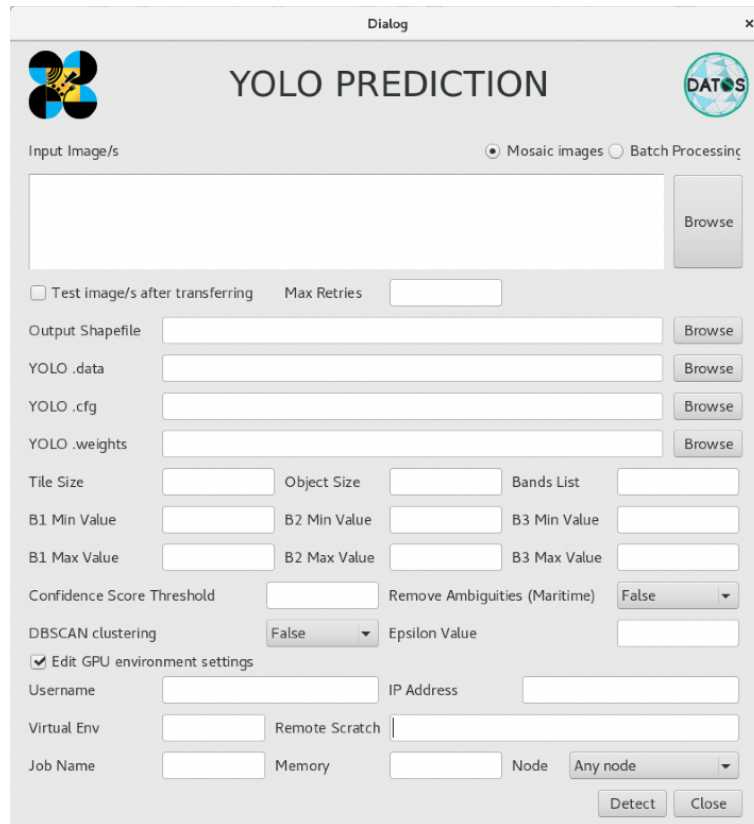 Dialog ×
YOLO PREDICTION
DATOS
Input Image/s Mosaic images Batch Processing
Browse
Test image/s after transferring Max Retries
Output Shapefile Browse
YOLO .data Browse
YOLO .cfg Browse
YOLO .weights Browse
Tile Size Object Size Bands List
B1 Min Value B2 Min Value B3 Min Value
B1 Max Value B2 Max Value B3 Max Value
Confidence Score Threshold Remove Ambiguities (Maritime) False
DBSCAN clustering False Epsilon Value
Edit GPU environment settings
Username IP Address
Virtual Env Remote Scratch
Job Name Memory Node Any node
Detect Close